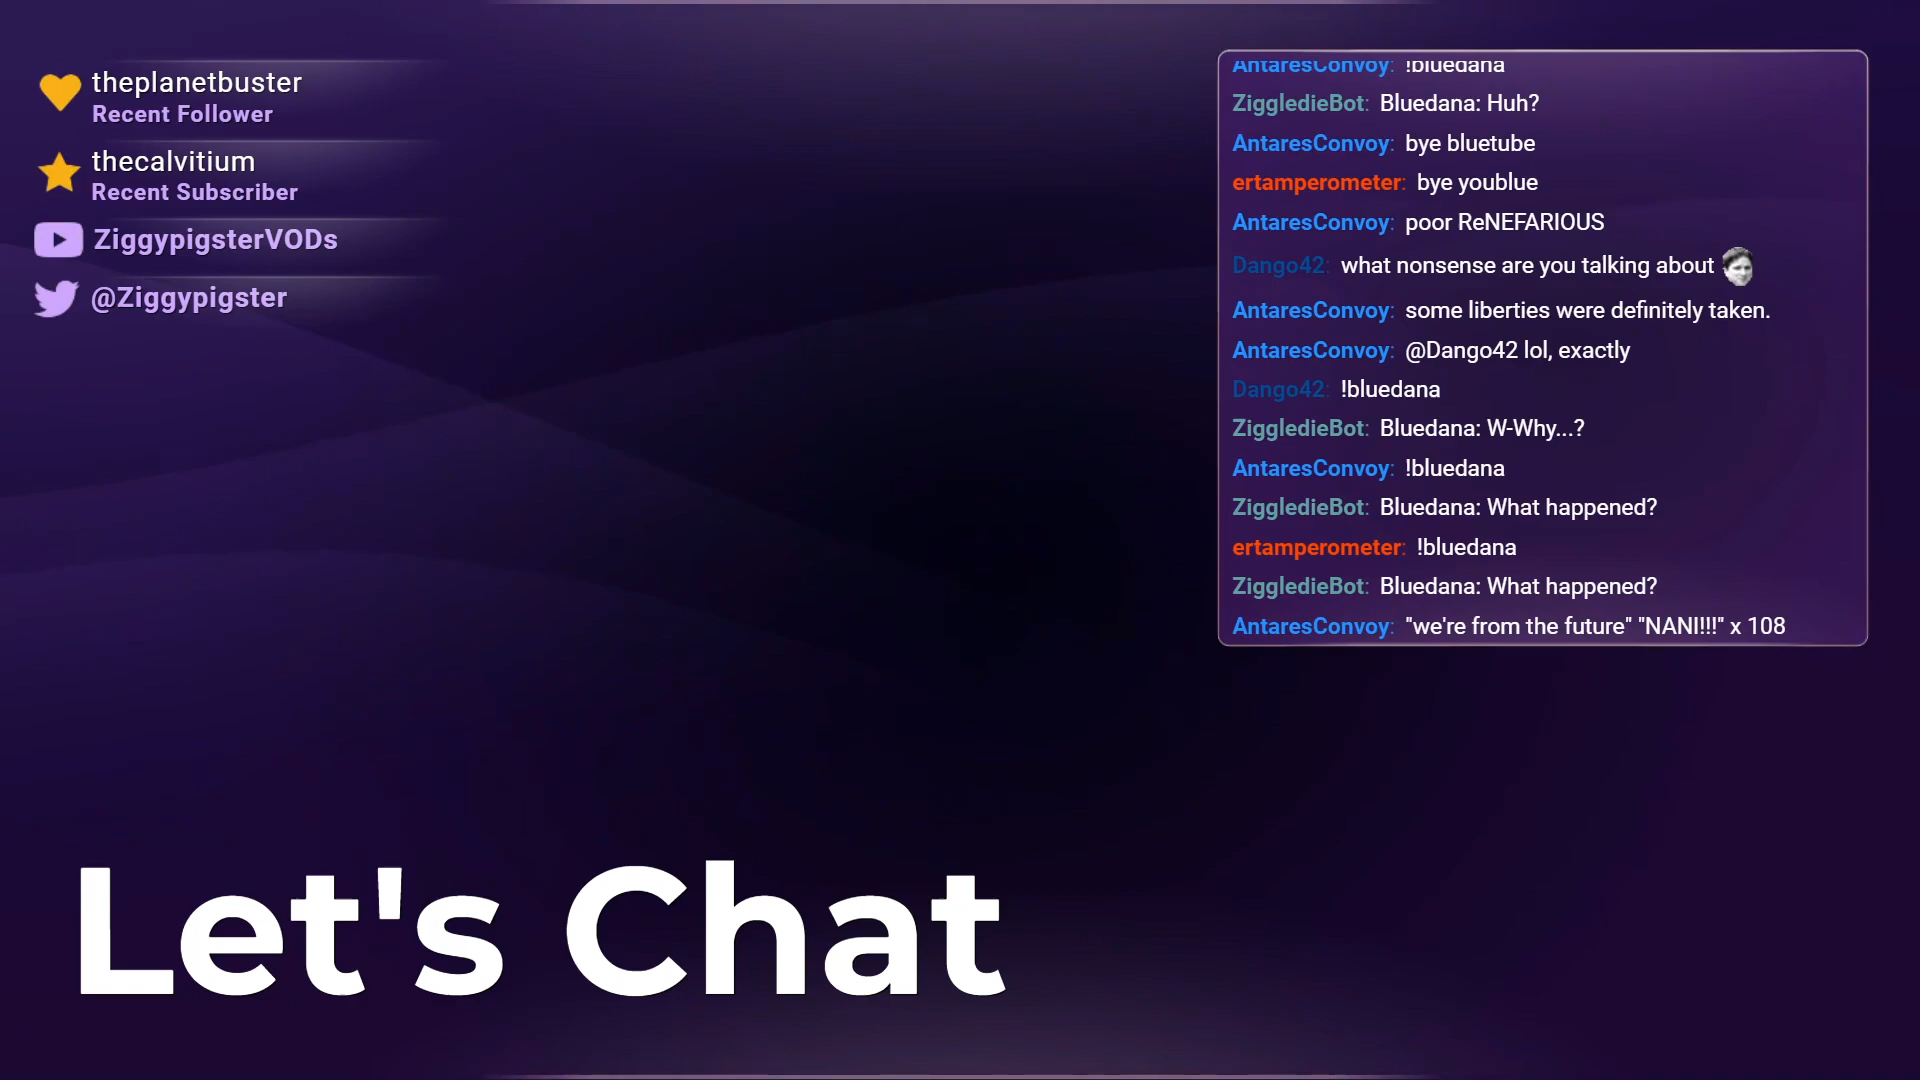 theplanetbuster
Recent Follower
thecalvitium
Recent Subscriber
ZiggypigsterVODs
@Ziggypigster
AntaresConvoy: !bluedana
ZiggledieBot: Bluedana: Huh?
AntaresConvoy: bye bluetube
ertamperometer: bye youblue
AntaresConvoy: poor ReNEFARIOUS
Dango42: what nonsense are you talking about
AntaresConvoy: some liberties were definitely taken.
AntaresConvoy: @Dango42 lol, exactly
Dango42: !bluedana
ZiggledieBot: Bluedana: W-Why...?
AntaresConvoy: !bluedana
ZiggledieBot: Bluedana: What happened?
ertamperometer: !bluedana
ZiggledieBot: Bluedana: What happened?
AntaresConvoy: "we're from the future" "NANI!!!" x 108
Let's Chat